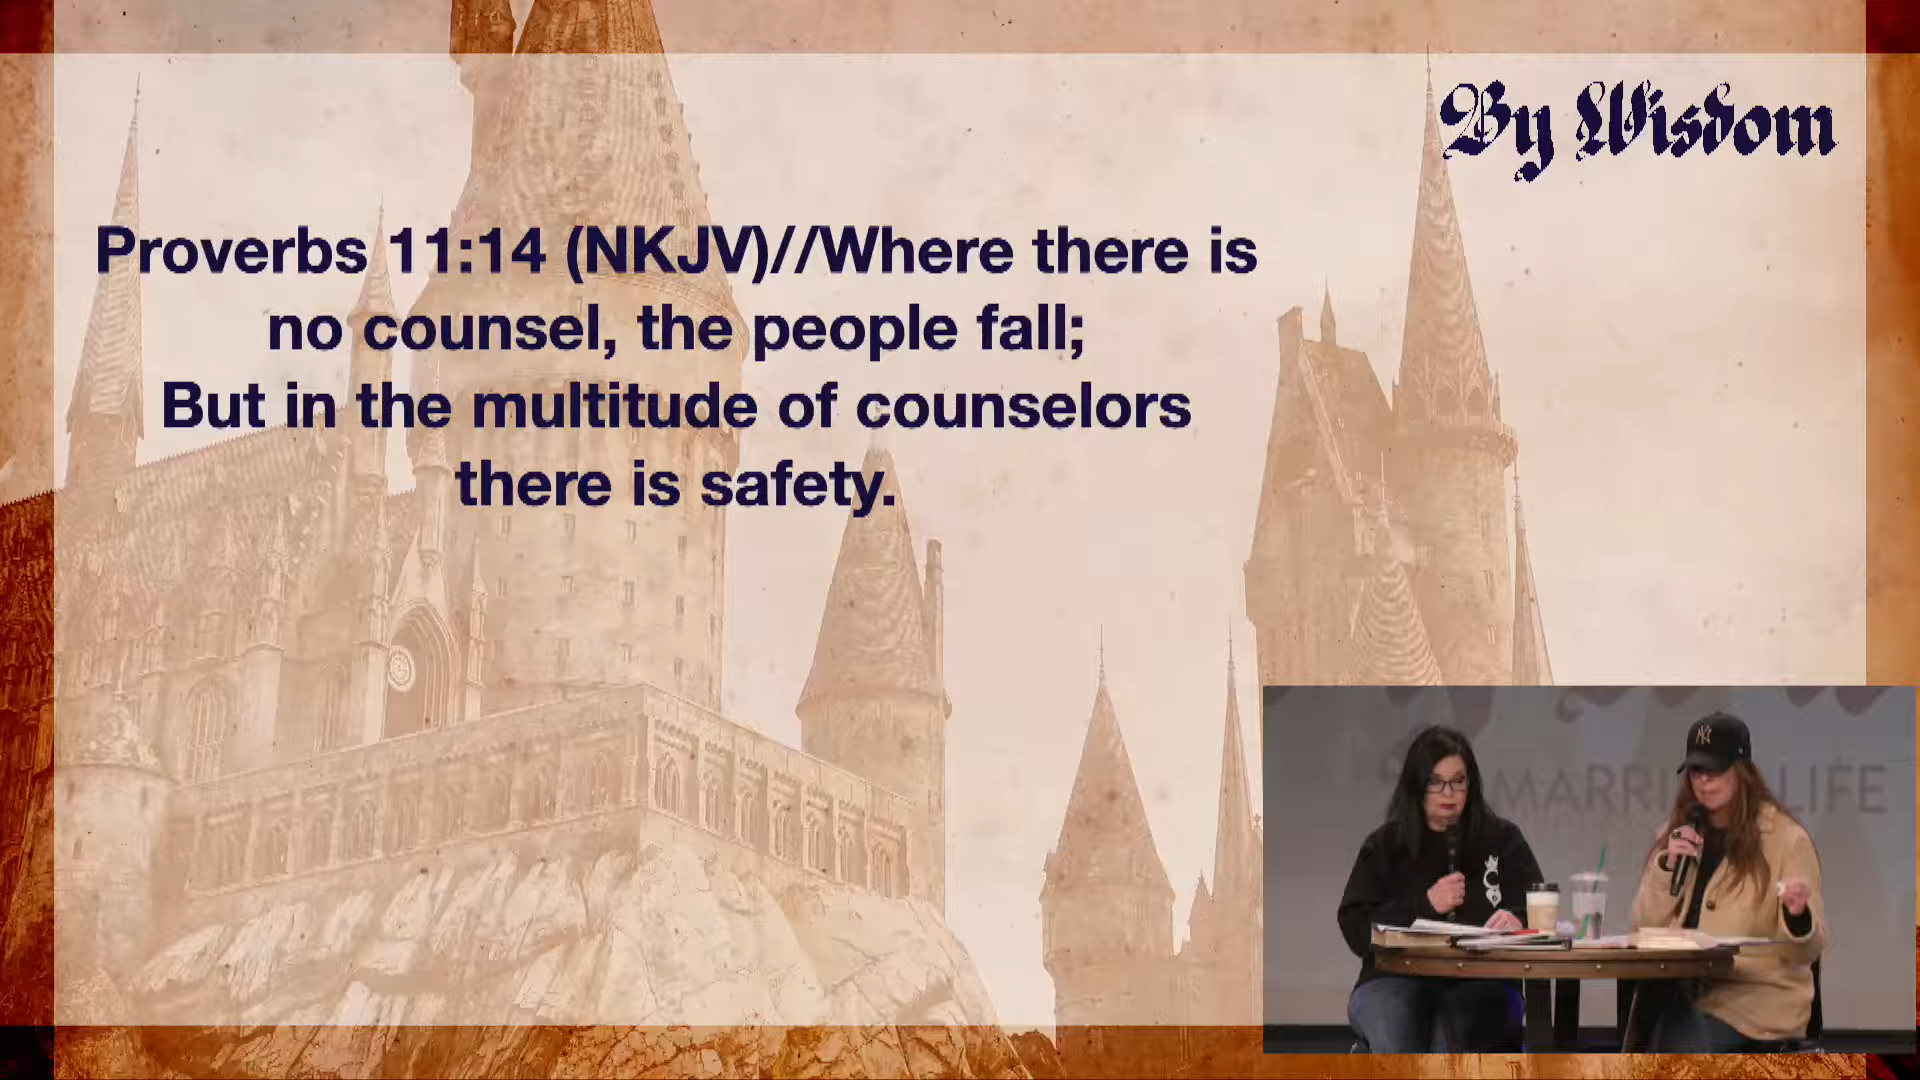 By Wisdom
Proverbs 11:14 (NKJV)//Where there is
no counsel, the people fall;
But in the multitude of counselors
there is safety.
LIFE